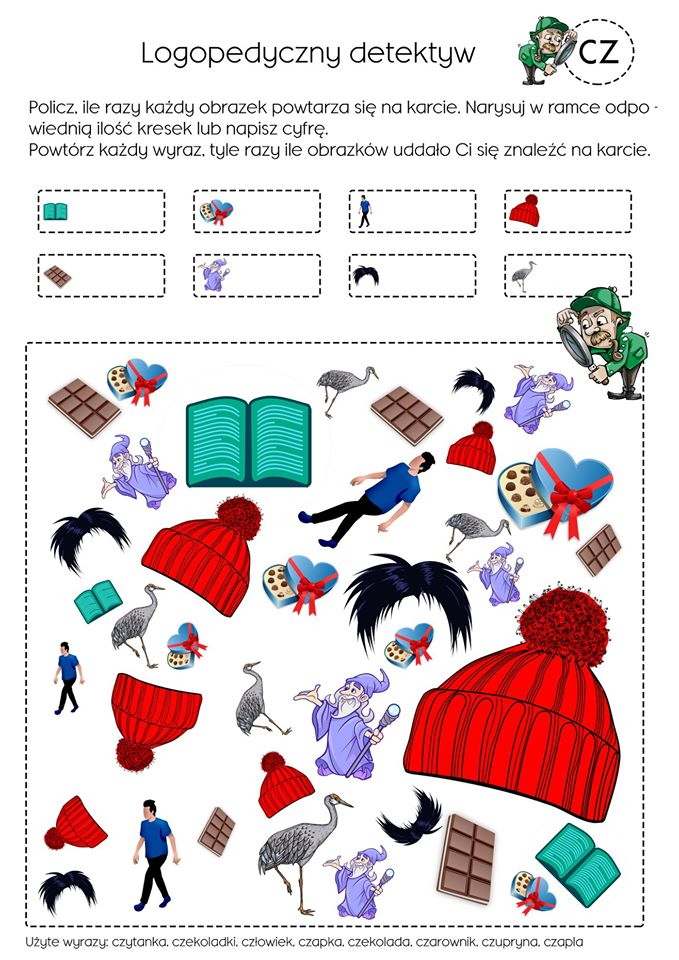 Logopedyczny detektyw
CZ
Policz, ile razy każdy obrazek powtarza się na karcie. Narysuj w ramce odpo -
wiednią ilość kresek lub napisz cyfrę.
Powtórz każdy wyraz, tyle razy ile obrazków uddało Ci się znaleźć na karcie.
Użyte wyrazy: czytanka, czekoladki, człowiek, czapka, czekolada, czarownik, czupryna, czapla